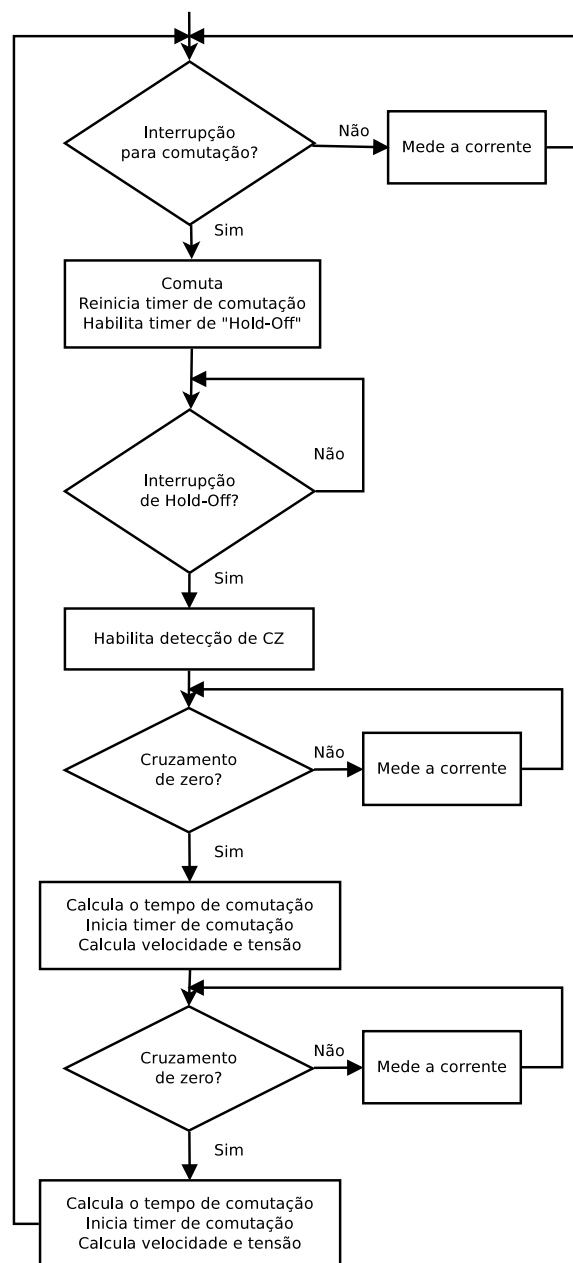 Interrupção
para comutação?
Não
Mede a corrente
Sim
Comuta
Reinicia timer de comutação
Habilita timer de "Hold-Off"
Não
Interrupção
de Hold-Off?
Sim
Habilita detecção de CZ
Cruzamento
de zero?
Não
Mede a corrente
Sim
Calcula o tempo de comutação
Inicia timer de comutação
Calcula velocidade e tensão
Cruzamento
de zero?
Não
Mede a corrente
Sim
Calcula o tempo de comutação
Inicia timer de comutação
Calcula velocidade e tensão